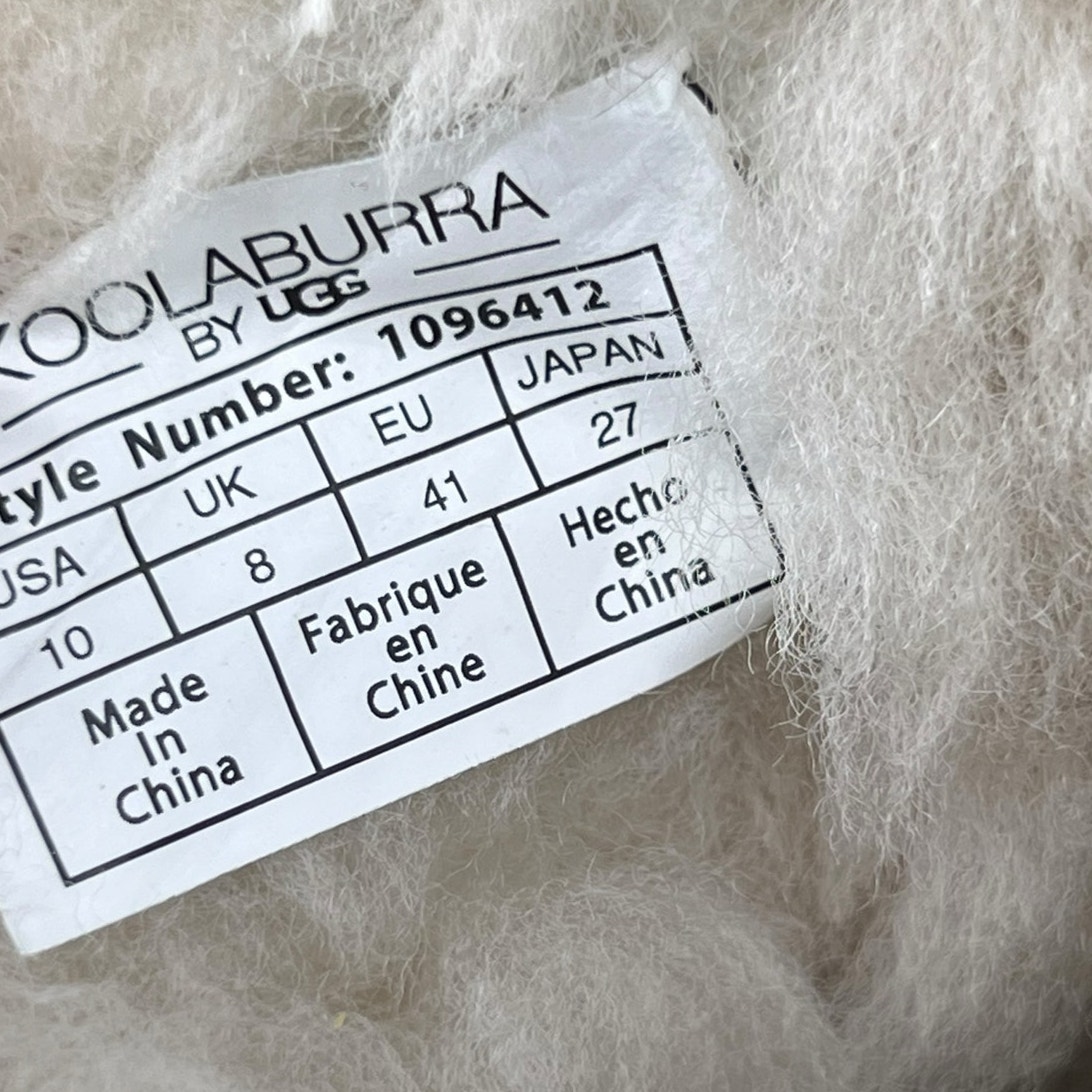 KOOLABURRA
BY UGG
Style Number: 1096412
USA UK EU JAPAN
10 8 41 27
Made In China
Fabrique en Chine
Hecho en China